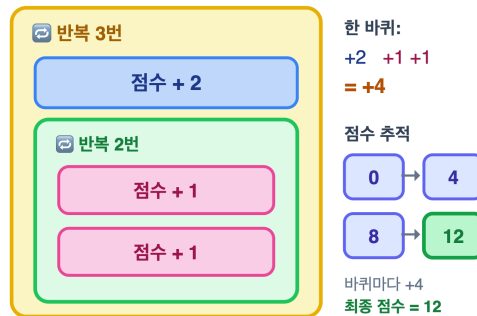 🔁 반복 3번
점수 + 2
🔁 반복 2번
점수 + 1
점수 + 1
한 바퀴:
+2 +1 +1
= +4
점수 추적
0 → 4
8 → 12
바퀴마다 +4
최종 점수 = 12